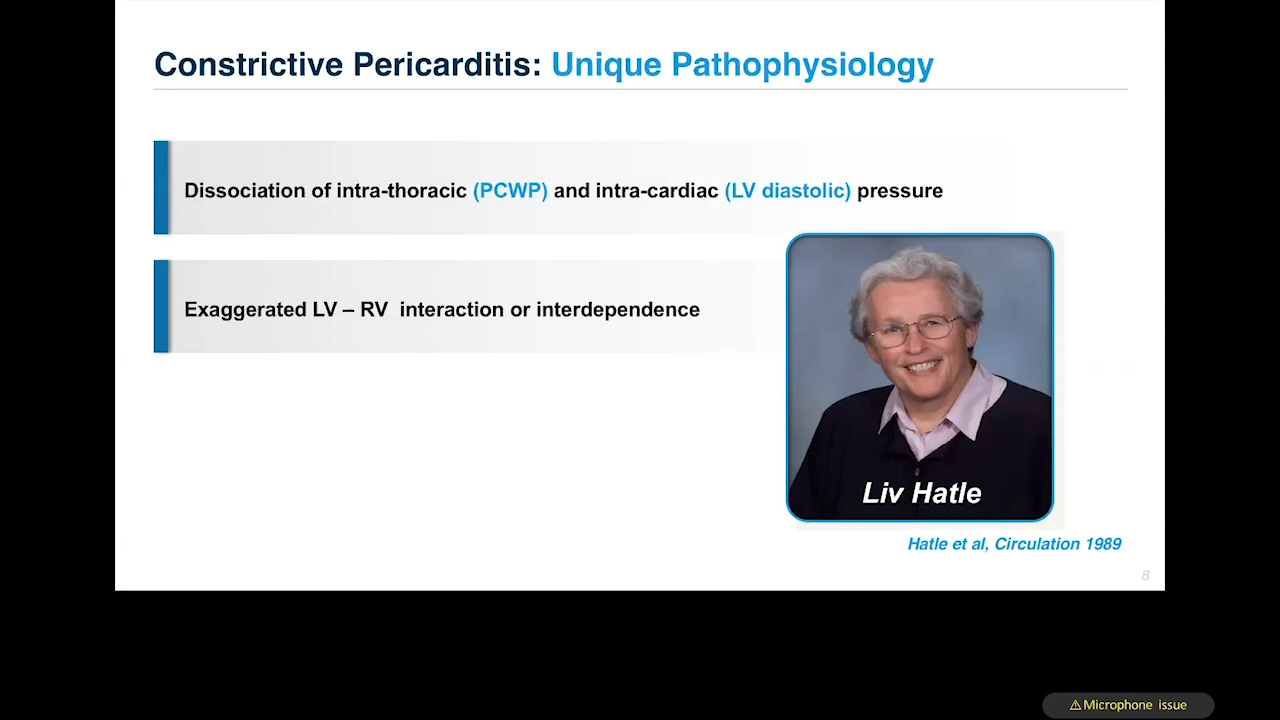 Constrictive Pericarditis: Unique Pathophysiology
Dissociation of intra-thoracic (PCWP) and intra-cardiac (LV diastolic) pressure
Exaggerated LV – RV interaction or interdependence
Liv Hatle
Hatle et al, Circulation 1989
8
⚠Microphone issue